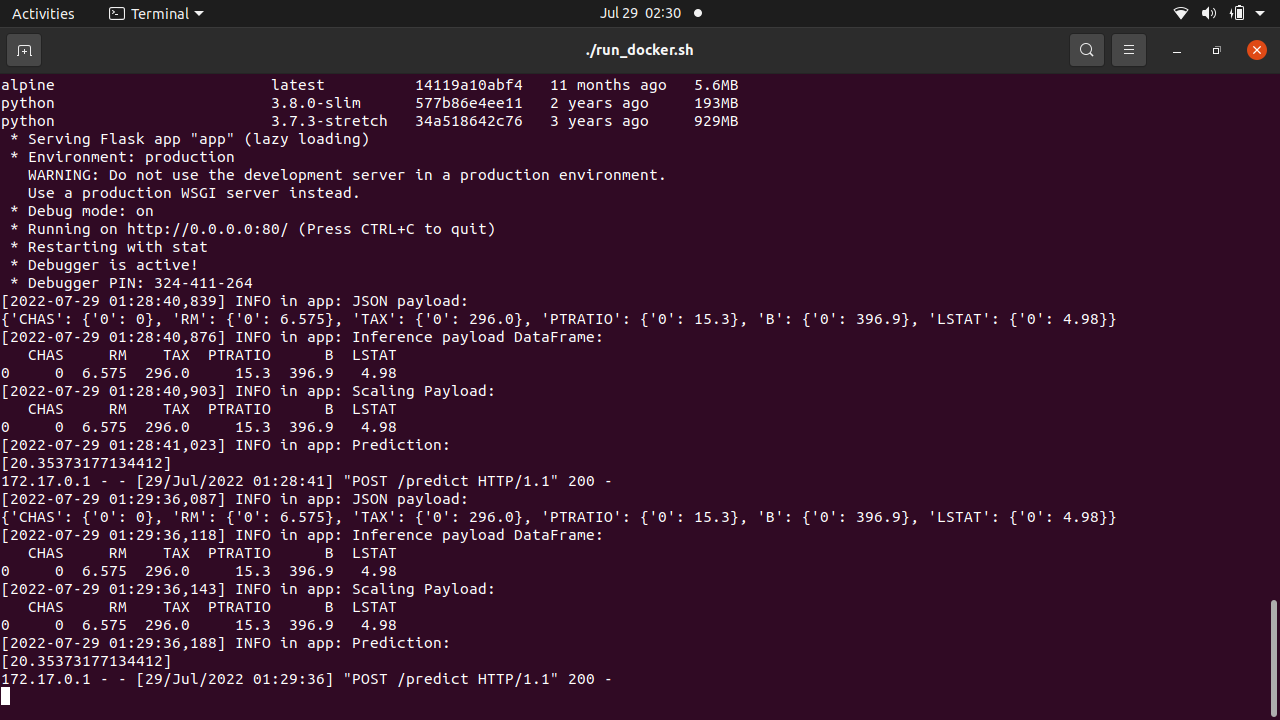 Activities Terminal Jul 29 02:30
./run_docker.sh
alpine                        latest          14119a10abf4   11 months ago   5.6MB
python                        3.8.0-slim      577b86e4ee11   2 years ago     193MB
python                        3.7.3-stretch   34a518642c76   3 years ago     929MB
 * Serving Flask app "app" (lazy loading)
 * Environment: production
   WARNING: Do not use the development server in a production environment.
   Use a production WSGI server instead.
 * Debug mode: on
 * Running on http://0.0.0.0:80/ (Press CTRL+C to quit)
 * Restarting with stat
 * Debugger is active!
 * Debugger PIN: 324-411-264
[2022-07-29 01:28:40,839] INFO in app: JSON payload:
{'CHAS': {'0': 0}, 'RM': {'0': 6.575}, 'TAX': {'0': 296.0}, 'PTRATIO': {'0': 15.3}, 'B': {'0': 396.9}, 'LSTAT': {'0': 4.98}}
[2022-07-29 01:28:40,876] INFO in app: Inference payload DataFrame:
   CHAS     RM    TAX  PTRATIO      B  LSTAT
0     0  6.575  296.0     15.3  396.9   4.98
[2022-07-29 01:28:40,903] INFO in app: Scaling Payload:
   CHAS     RM    TAX  PTRATIO      B  LSTAT
0     0  6.575  296.0     15.3  396.9   4.98
[2022-07-29 01:28:41,023] INFO in app: Prediction:
[20.35373177134412]
172.17.0.1 - - [29/Jul/2022 01:28:41] "POST /predict HTTP/1.1" 200 -
[2022-07-29 01:29:36,087] INFO in app: JSON payload:
{'CHAS': {'0': 0}, 'RM': {'0': 6.575}, 'TAX': {'0': 296.0}, 'PTRATIO': {'0': 15.3}, 'B': {'0': 396.9}, 'LSTAT': {'0': 4.98}}
[2022-07-29 01:29:36,118] INFO in app: Inference payload DataFrame:
   CHAS     RM    TAX  PTRATIO      B  LSTAT
0     0  6.575  296.0     15.3  396.9   4.98
[2022-07-29 01:29:36,143] INFO in app: Scaling Payload:
   CHAS     RM    TAX  PTRATIO      B  LSTAT
0     0  6.575  296.0     15.3  396.9   4.98
[2022-07-29 01:29:36,188] INFO in app: Prediction:
[20.35373177134412]
172.17.0.1 - - [29/Jul/2022 01:29:36] "POST /predict HTTP/1.1" 200 -